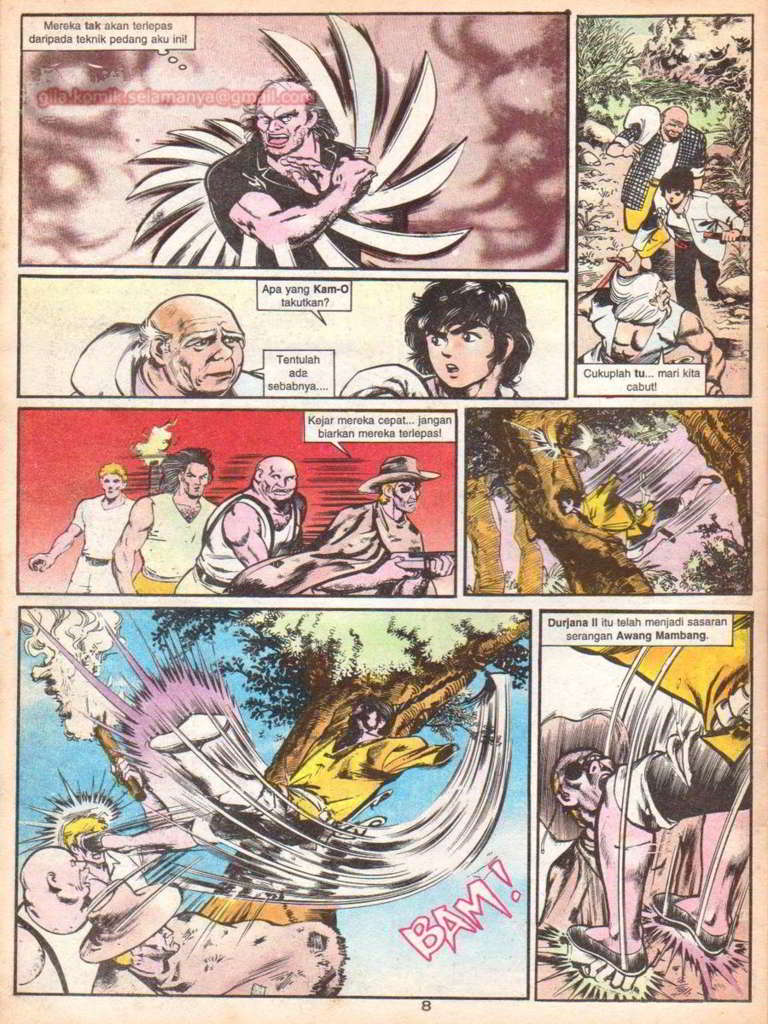 Mereka tak akan terlepas
daripada teknik pedang aku ini!
gila.komik.selamanya@gmail.com
Cukuplah tu... mari kita
cabut!
Apa yang Kam-O
takutkan?
Tentulah
ada
sebabnya....
Kejar mereka cepat... jangan
biarkan mereka terlepas!
BAM!
Durjana II itu telah menjadi sasaran
serangan Awang Mambang.
8